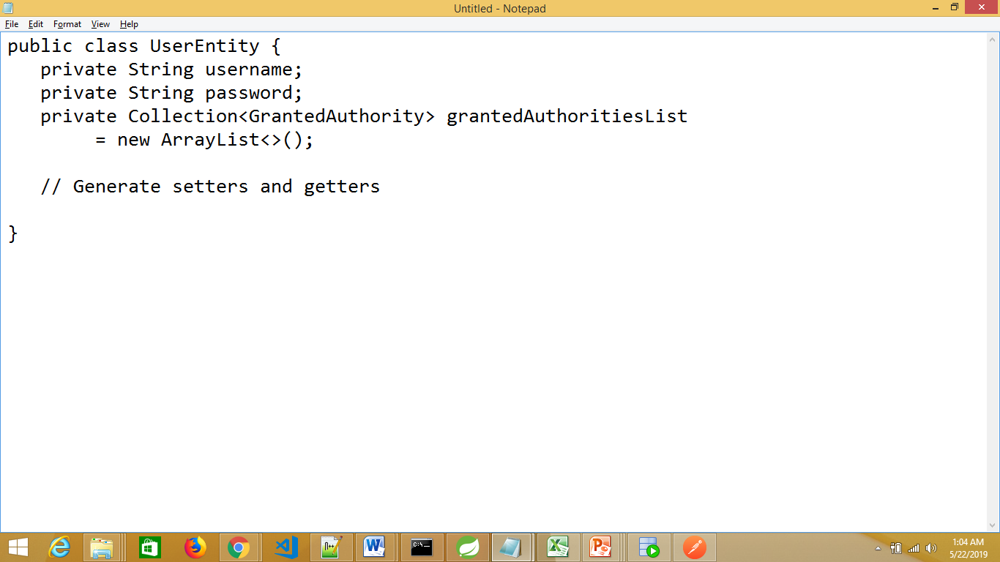 Untitled - Notepad
File Edit Format View Help
public class UserEntity {
   private String username;
   private String password;
   private Collection<GrantedAuthority> grantedAuthoritiesList
        = new ArrayList<>();
   // Generate setters and getters
}
1:04 AM
5/22/2019